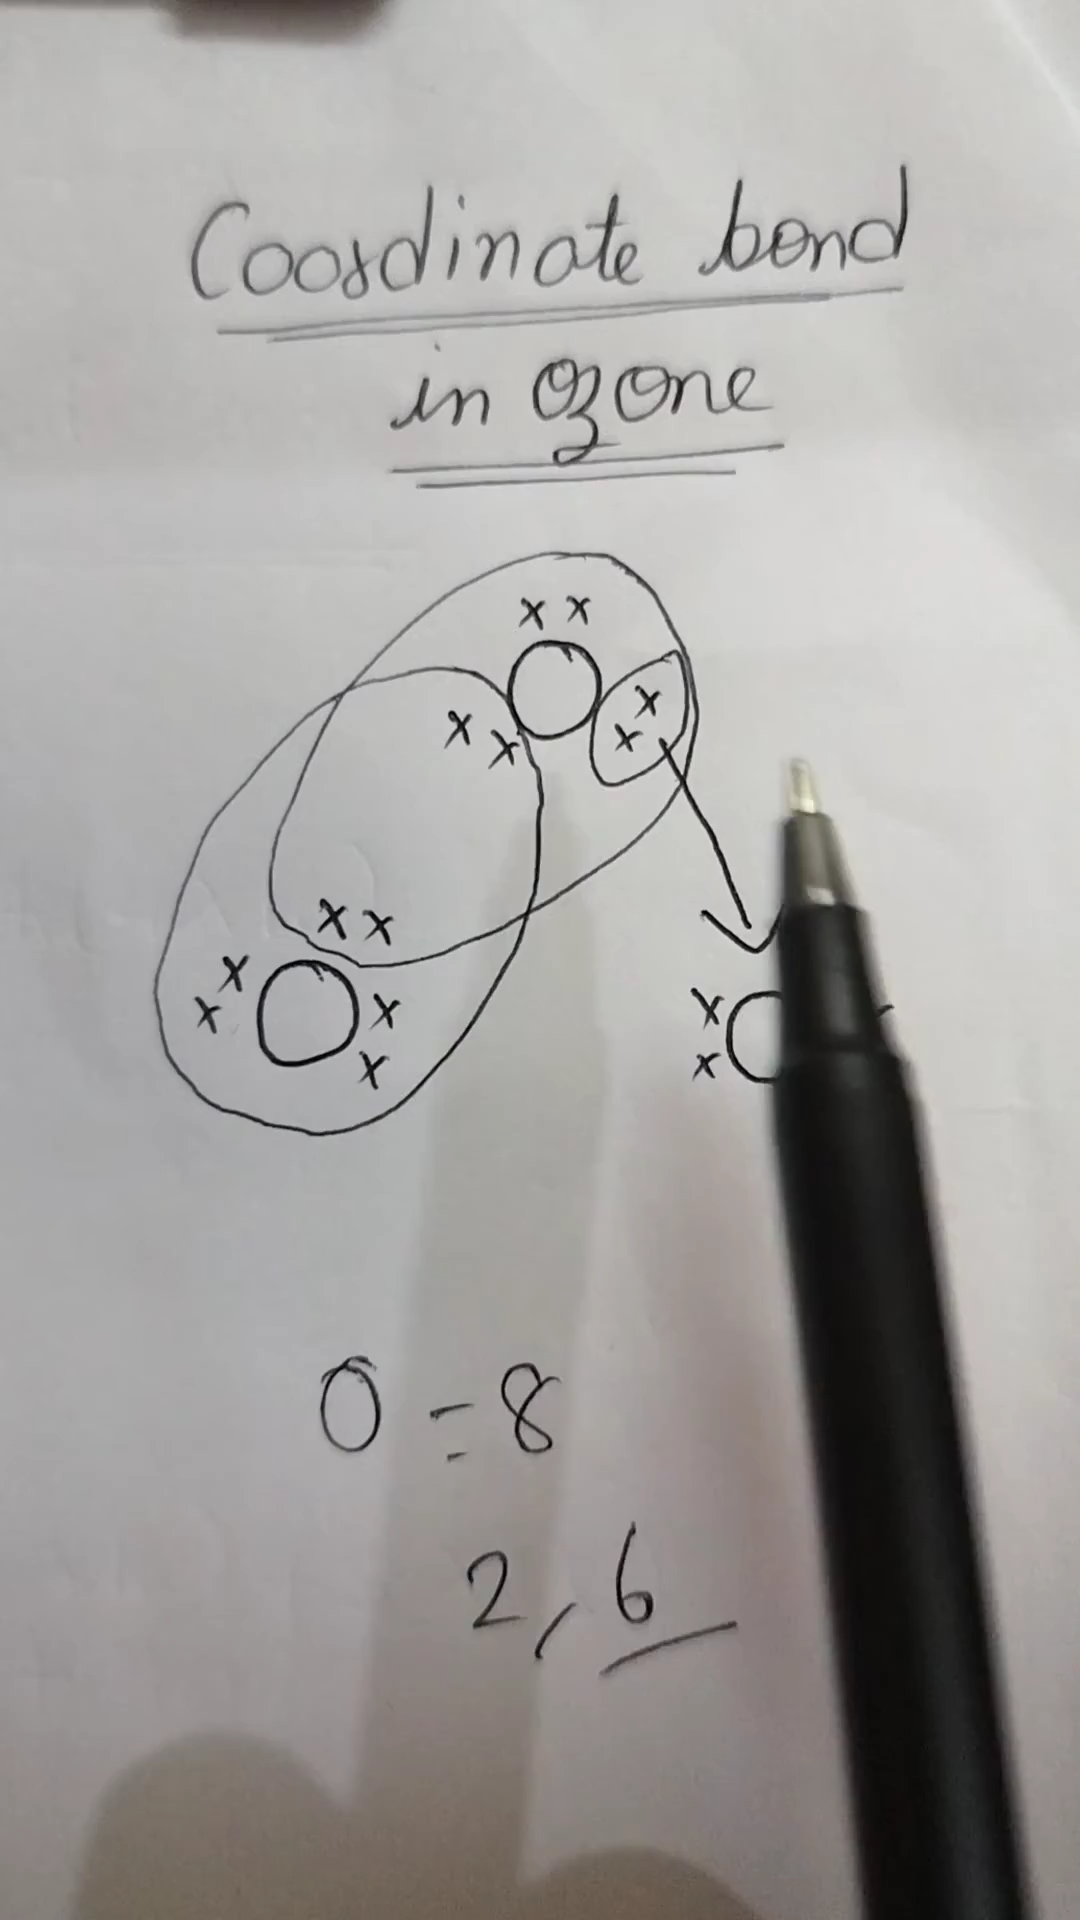 Coordinate bond
in ozone
x x
x
x x
x
x x
x
x x
x x
x x
O = 8
2, 6